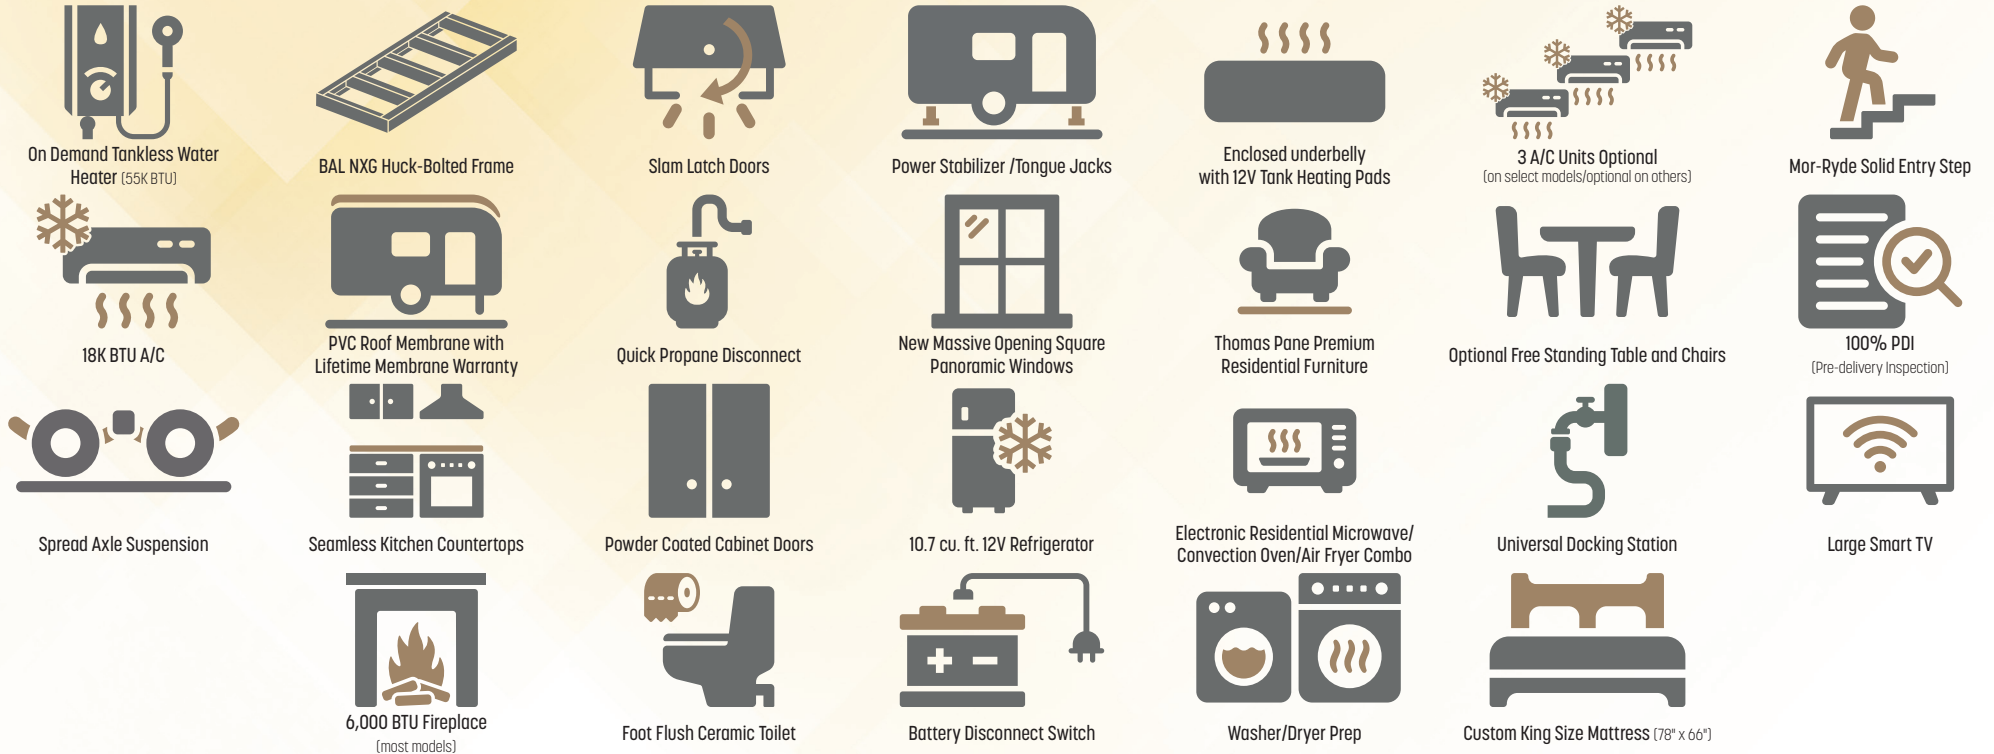 On Demand Tankless Water
Heater (55K BTU)
BAL NXG Huck-Bolted Frame
Slam Latch Doors
Power Stabilizer /Tongue Jacks
Enclosed underbelly
with 12V Tank Heating Pads
3 A/C Units Optional
(on select models/optional on others)
Mor-Ryde Solid Entry Step
18K BTU A/C
PVC Roof Membrane with
Lifetime Membrane Warranty
Quick Propane Disconnect
New Massive Opening Square
Panoramic Windows
Thomas Pane Premium
Residential Furniture
Optional Free Standing Table and Chairs
100% PDI
(Pre-delivery Inspection)
Spread Axle Suspension
Seamless Kitchen Countertops
Powder Coated Cabinet Doors
10.7 cu. ft. 12V Refrigerator
Electronic Residential Microwave/
Convection Oven/Air Fryer Combo
Universal Docking Station
Large Smart TV
6,000 BTU Fireplace
(most models)
Foot Flush Ceramic Toilet
Battery Disconnect Switch
Washer/Dryer Prep
Custom King Size Mattress (78" x 66")